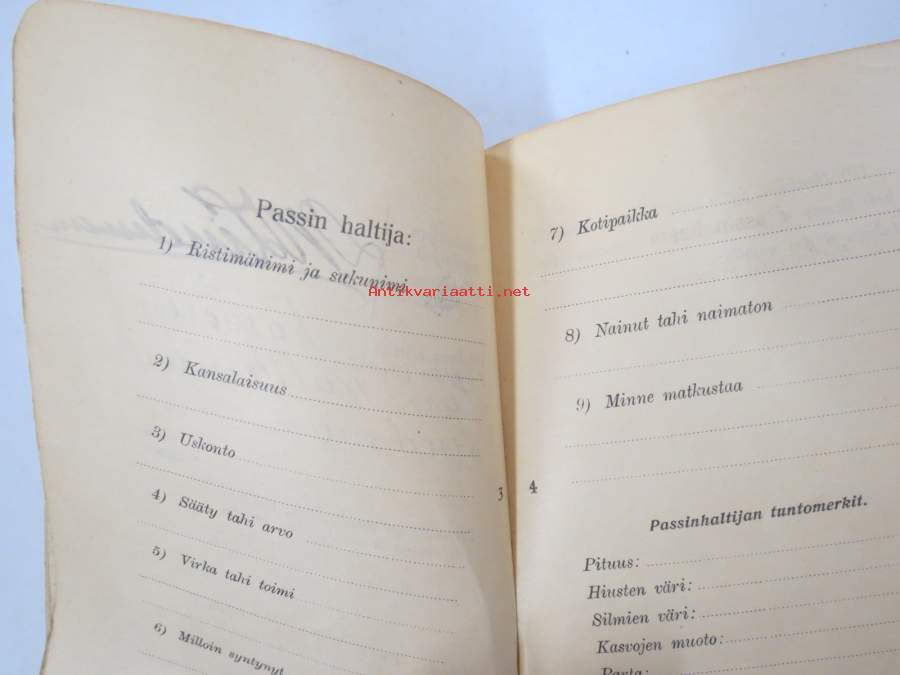 Passin haltija:
1) Ristimänimi ja sukunimi
2) Kansalaisuus
3) Uskonto
4) Sääty tahi arvo
5) Virka tahi toimi
6) Milloin syntynyt
3
7) Kotipaikka
8) Nainut tahi naimaton
9) Minne matkustaa
4
Passinhaltijan tuntomerkit.
Pituus:
Hiusten väri:
Silmien väri:
Kasvojen muoto:
Parta:
Antikvariaatti.net